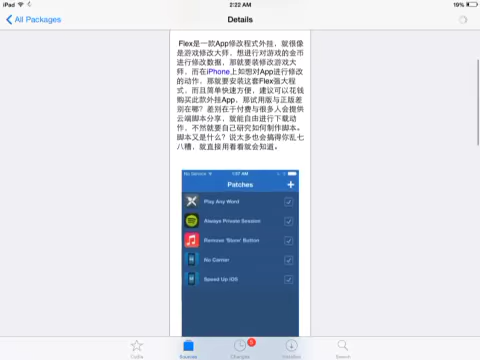 iPad
2:22 AM
19%
All Packages
Details
Flex是一款App修改程式外挂，就很像
是游戏修改大师，想进行对游戏的金币
进行修改数据，那就要装修改游戏大
师，而在iPhone上如想对App进行修改
的动作，那就要安装这套Flex强大程
式，而且简单快速方便，建议可以花钱
购买此款外挂App，那试用版与正版差
别在哪？差别在于付费与很多人会提供
云端脚本分享，就能自由进行下载动
作，不然就要自己研究如何制作脚本。
脚本又是什么？说太多也会搞得你乱七
八糟，就直接用看看就会知道。
No Service
1:57 AM
Patches
Play Any Word
Always Private Session
Remove 'Store' Button
No Carrier
Speed Up iOS
Cydia
Sources
Changes
Installed
Search